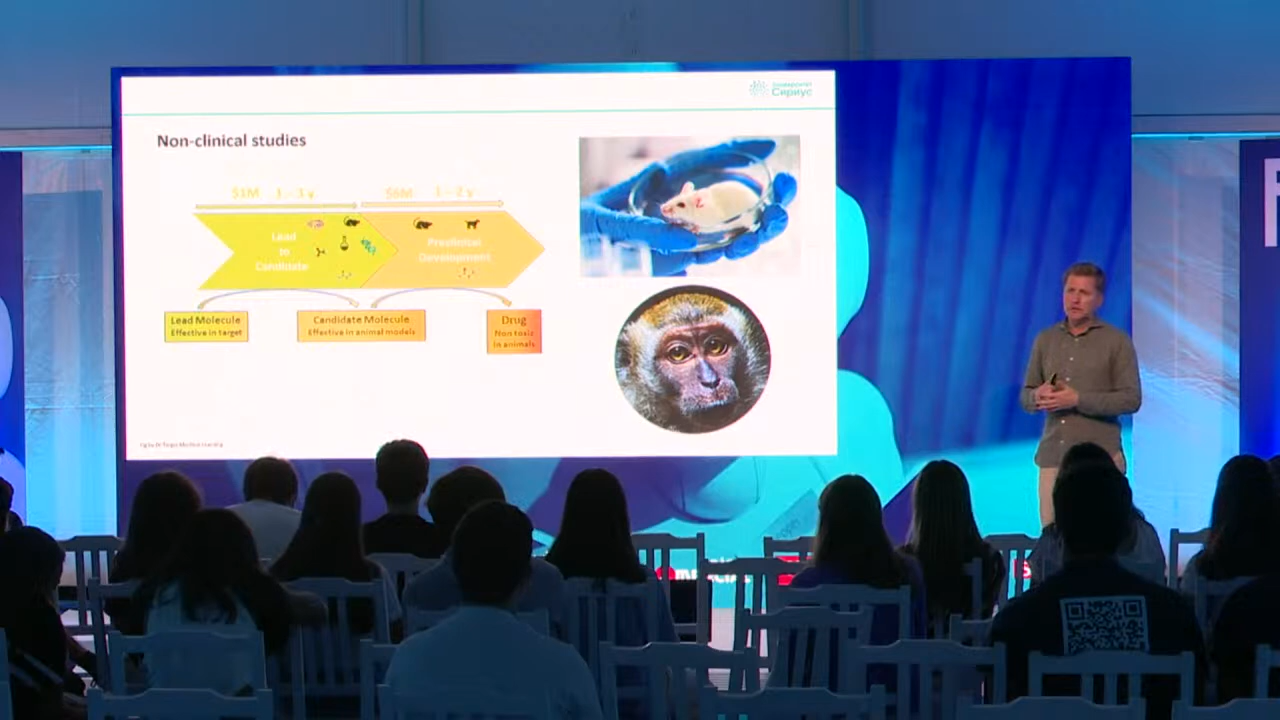 Университет
Сириус
Non-clinical studies
$1M 1 – 3 y.
$6M 1 – 2 y.
Lead
to
Candidate
Preclinical
Development
Lead Molecule
Effective in target
Candidate Molecule
Effective in animal models
Drug
Non toxic
in animals